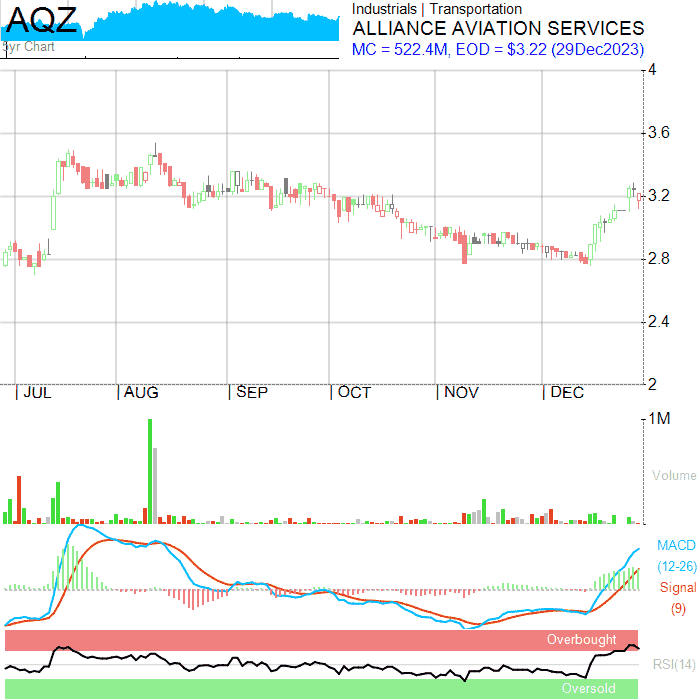 AQZ
5yr Chart
Industrials | Transportation
ALLIANCE AVIATION SERVICES
MC = 522.4M, EOD = $3.22 (29Dec2023)
4
3.6
3.2
2.8
2.4
2
| JUL | AUG | SEP | OCT | NOV | DEC
1M
Volume
MACD
(12-26)
Signal
(9)
Overbought
RSI(14)
Oversold